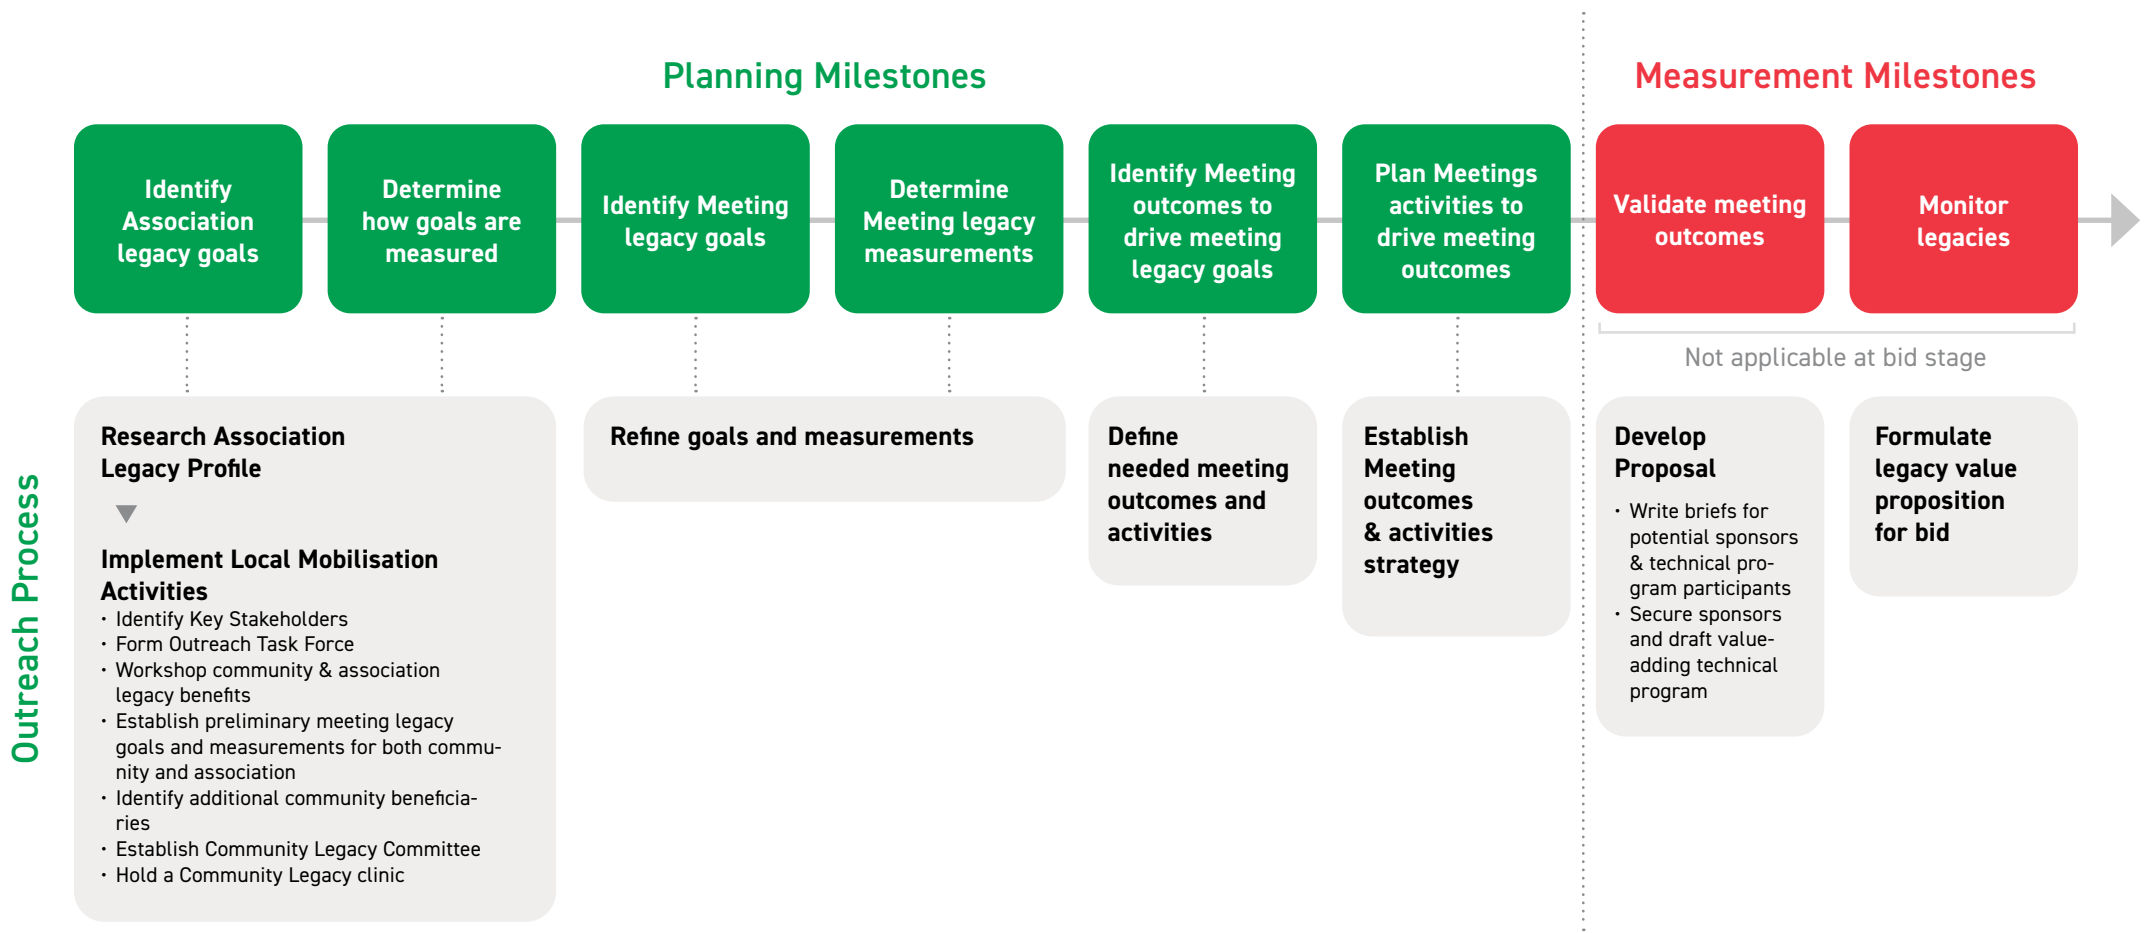 Planning Milestones
Measurement Milestones
Identify
Association
legacy goals
Determine
how goals are
measured
Identify Meeting
legacy goals
Determine
Meeting legacy
measurements
Identify Meeting
outcomes to
drive meeting
legacy goals
Plan Meetings
activities to
drive meeting
outcomes
Validate meeting
outcomes
Monitor
legacies
Not applicable at bid stage
Outreach Process
Research Association
Legacy Profile
Implement Local Mobilisation
Activities
· Identify Key Stakeholders
· Form Outreach Task Force
· Workshop community & association
legacy benefits
· Establish preliminary meeting legacy
goals and measurements for both commu-
nity and association
· Identify additional community beneficia-
ries
· Establish Community Legacy Committee
· Hold a Community Legacy clinic
Refine goals and measurements
Define
needed meeting
outcomes and
activities
Establish
Meeting
outcomes
& activities
strategy
Develop
Proposal
· Write briefs for
potential sponsors
& technical pro-
gram participants
· Secure sponsors
and draft value-
adding technical
program
Formulate
legacy value
proposition
for bid